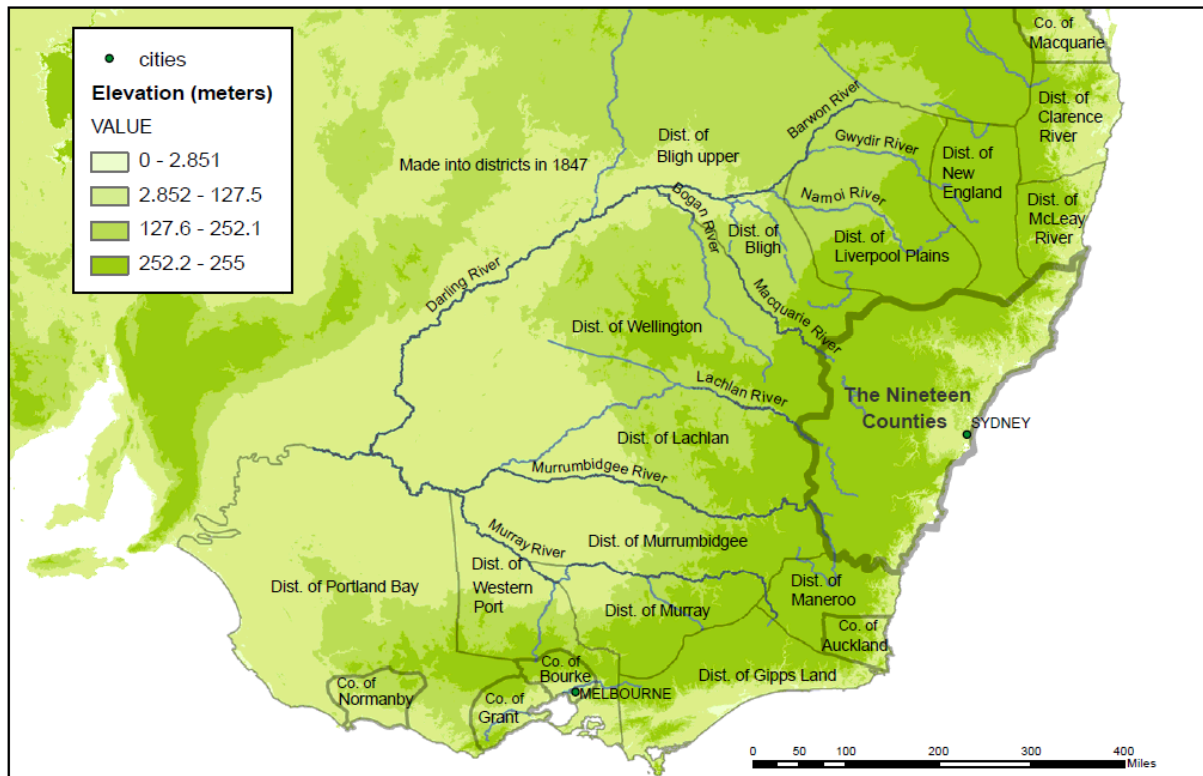 cities
Elevation (meters)
VALUE
0 - 2.851
2.852 - 127.5
127.6 - 252.1
252.2 - 255
Co. of
Macquarie
Dist. of
Clarence
River
Barwon River
Gwydir River
Dist. of
Bligh upper
Made into districts in 1847
Dist. of
New
England
Namoi River
Bogan River
Dist. of
McLeay
River
Dist. of
Bligh
Dist. of
Liverpool Plains
Darling River
Macquarie River
Dist. of Wellington
Lachlan River
The Nineteen
Counties
SYDNEY
Dist. of Lachlan
Murrumbidgee River
Murray River
Dist. of Murrumbidgee
Dist. of Portland Bay
Dist. of
Western
Port
Dist. of Murray
Dist. of
Maneroo
Co. of
Auckland
Co. of
Bourke
Dist. of Gipps Land
Co. of
Normanby
Co. of
Grant
MELBOURNE
0 50 100 200 300 400
Miles